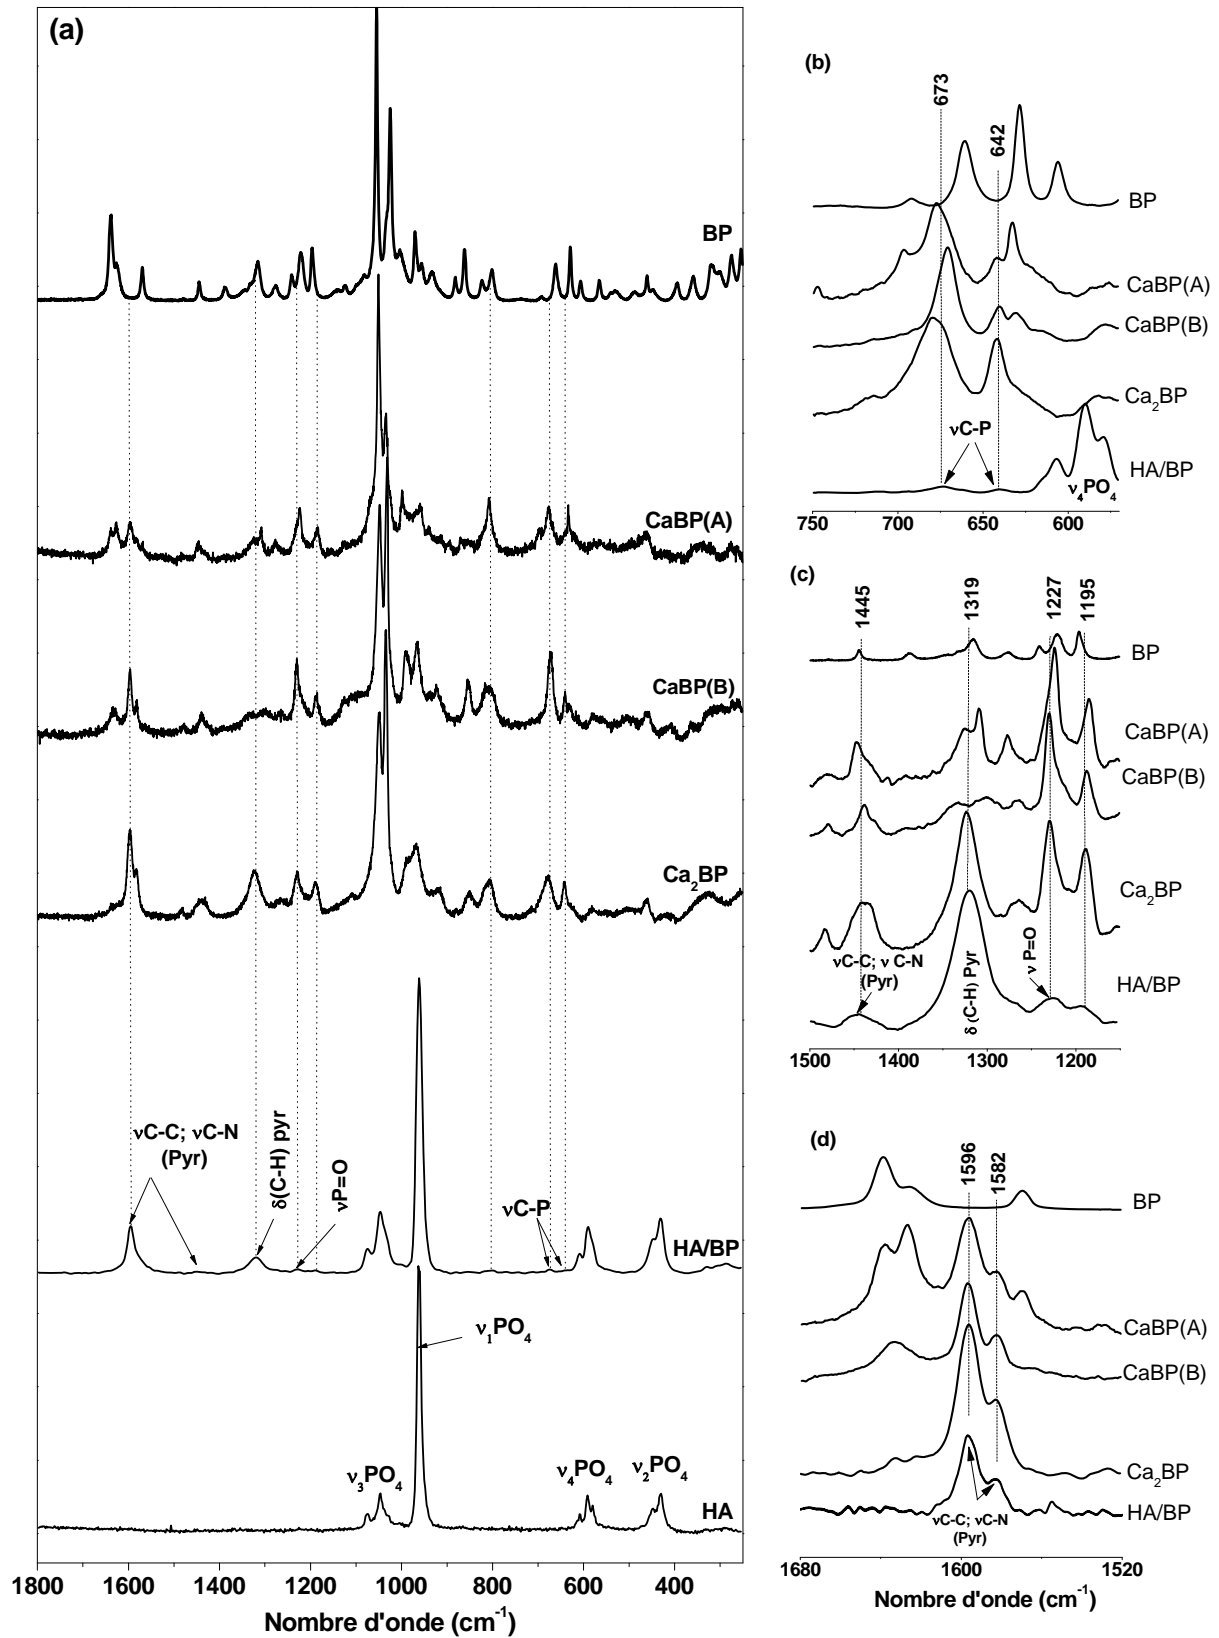 (a)
BP
CaBP(A)
CaBP(B)
Ca₂BP
νC-C; νC-N
(Pyr)
δ(C-H) pyr
νP=O
νC-P
HA/BP
ν₁PO₄
ν₃PO₄
ν₄PO₄
ν₂PO₄
HA
1800 1600 1400 1200 1000 800 600 400
Nombre d'onde (cm⁻¹)
(b)
673
642
BP
CaBP(A)
CaBP(B)
Ca₂BP
νC-P
HA/BP
ν₄PO₄
750 700 650 600
(c)
1445
1319
1227
1195
BP
CaBP(A)
CaBP(B)
Ca₂BP
νC-C; ν C-N
(Pyr)
δ (C-H) Pyr
ν P=O
HA/BP
1500 1400 1300 1200
(d)
1596
1582
BP
CaBP(A)
CaBP(B)
Ca₂BP
HA/BP
νC-C; νC-N
(Pyr)
1680 1600 1520
Nombre d'onde (cm⁻¹)